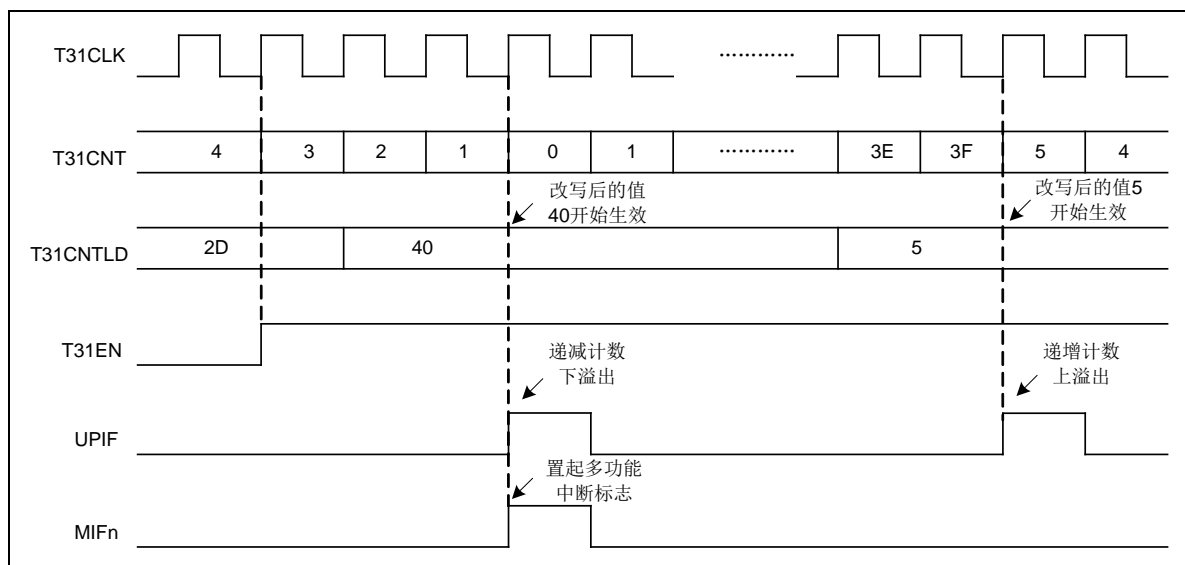 T31CLK
············
T31CNT
4
3
2
1
0
1
············
3E
3F
5
4
改写后的值
40开始生效
改写后的值5
开始生效
T31CNTLD
2D
40
5
T31EN
递减计数
下溢出
递增计数
上溢出
UPIF
置起多功能
中断标志
MIFn